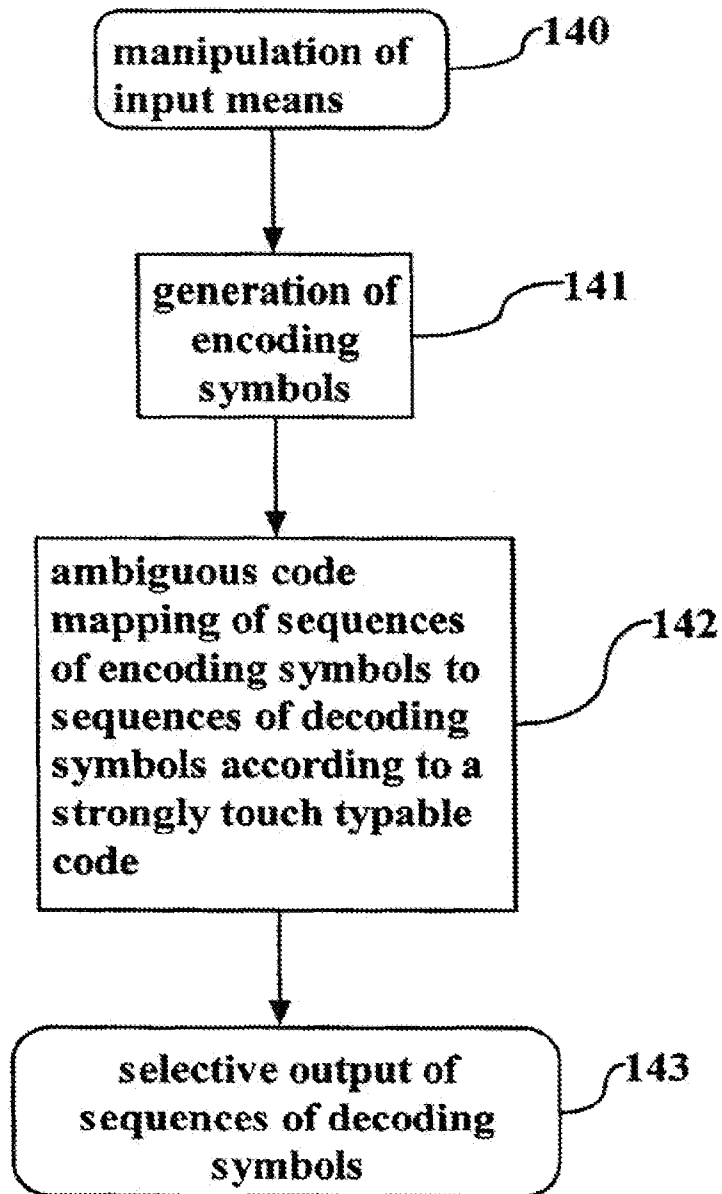 manipulation of
input means
140
generation of
encoding
symbols
141
ambiguous code
mapping of sequences
of encoding symbols to
sequences of decoding
symbols according to a
strongly touch typable
code
142
selective output of
sequences of decoding
symbols
143